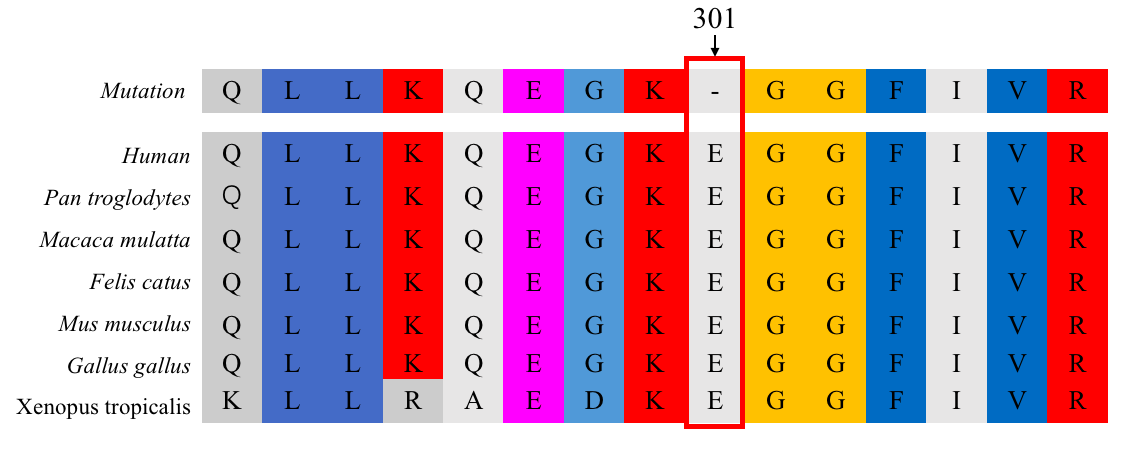 301
Mutation Q L L K Q E G K - G G F I V R
Human Q L L K Q E G K E G G F I V R
Pan troglodytes Q L L K Q E G K E G G F I V R
Macaca mulatta Q L L K Q E G K E G G F I V R
Felis catus Q L L K Q E G K E G G F I V R
Mus musculus Q L L K Q E G K E G G F I V R
Gallus gallus Q L L K Q E G K E G G F I V R
Xenopus tropicalis K L L R A E D K E G G F I V R